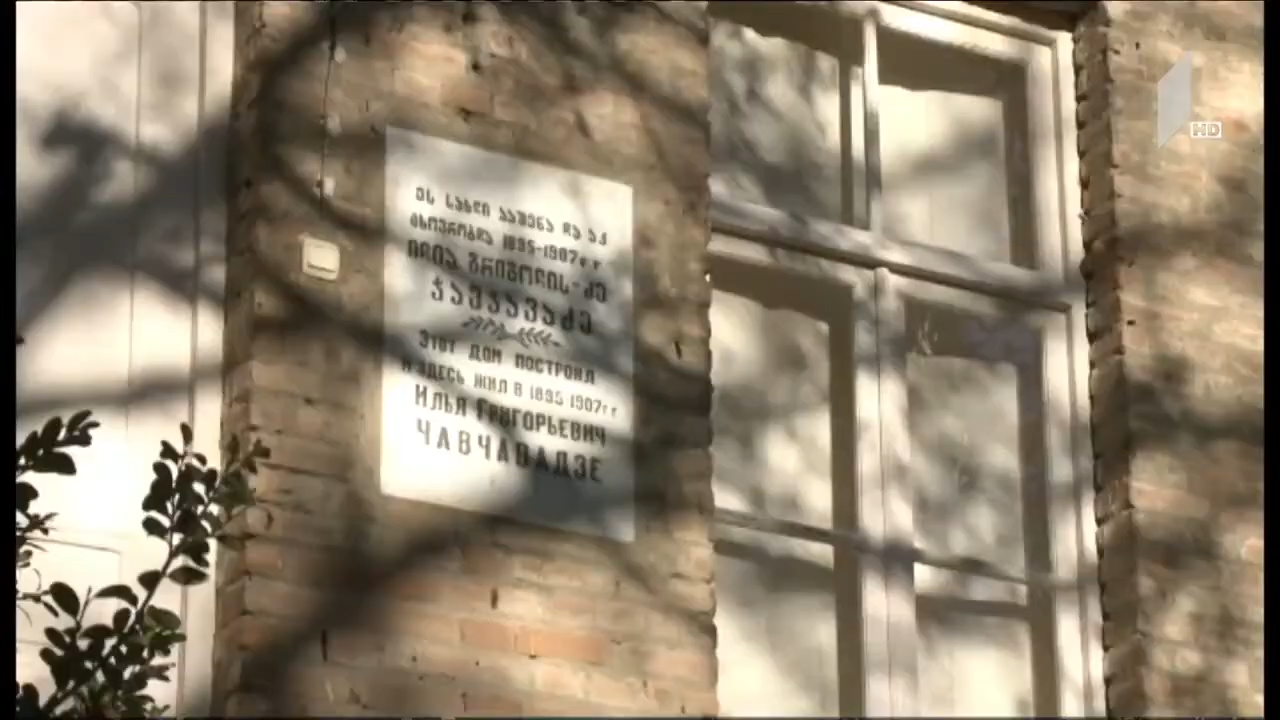 ეს სახლი ააშენა და აქ
ცხოვრობდა 1895-1907 წ წ
ილია გრიგოლის-ძე
ჭავჭავაძე
Этот дом построил
и здесь жил в 1895-1907 г г
Илья Григорьевич
ЧАВЧАВАДЗЕ
HD